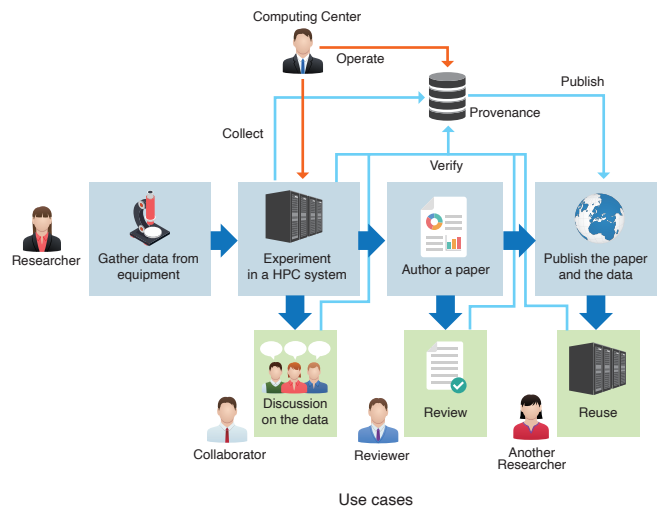 Computing Center
Operate
Publish
Provenance
Collect
Verify
Researcher
Gather data from
equipment
Experiment
in a HPC system
Author a paper
Publish the paper
and the data
Discussion
on the data
Collaborator
Review
Reviewer
Reuse
Another
Researcher
Use cases